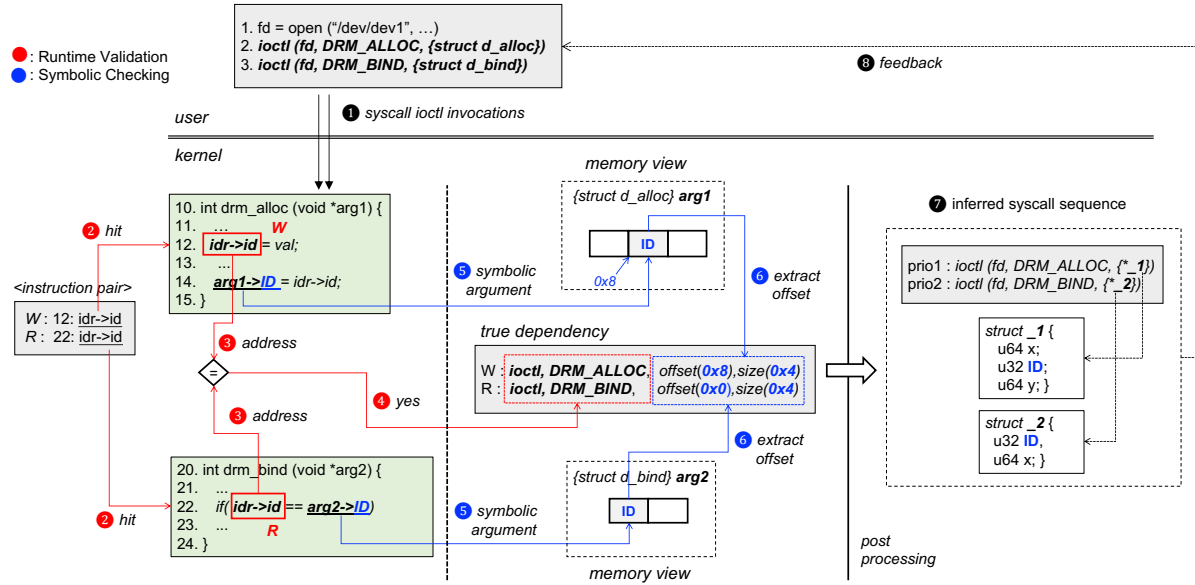 1. fd = open (“/dev/dev1”, …)
2. ioctl (fd, DRM_ALLOC, {struct d_alloc})
3. ioctl (fd, DRM_BIND, {struct d_bind})
: Runtime Validation
: Symbolic Checking
8 feedback
1 syscall ioctl invocations
user
kernel
10. int drm_alloc (void *arg1) {
11. ...
W
12. idr->id = val;
13. ...
14. arg1->ID = idr->id;
15. }
2 hit
<instruction pair>
W : 12: idr->id
R : 22: idr->id
3 address
=
4 yes
3 address
20. int drm_bind (void *arg2) {
21. ...
22. if( idr->id == arg2->ID)
23. ...
R
24. }
2 hit
memory view
{struct d_alloc} arg1
ID
0x8
5 symbolic argument
6 extract offset
true dependency
W : ioctl, DRM_ALLOC, offset(0x8),size(0x4)
R : ioctl, DRM_BIND, offset(0x0),size(0x4)
6 extract offset
{struct d_bind} arg2
ID
5 symbolic argument
memory view
7 inferred syscall sequence
prio1 : ioctl (fd, DRM_ALLOC, {*_1})
prio2 : ioctl (fd, DRM_BIND, {*_2})
struct _1 {
u64 x;
u32 ID;
u64 y; }
struct _2 {
u32 ID,
u64 x; }
post
processing